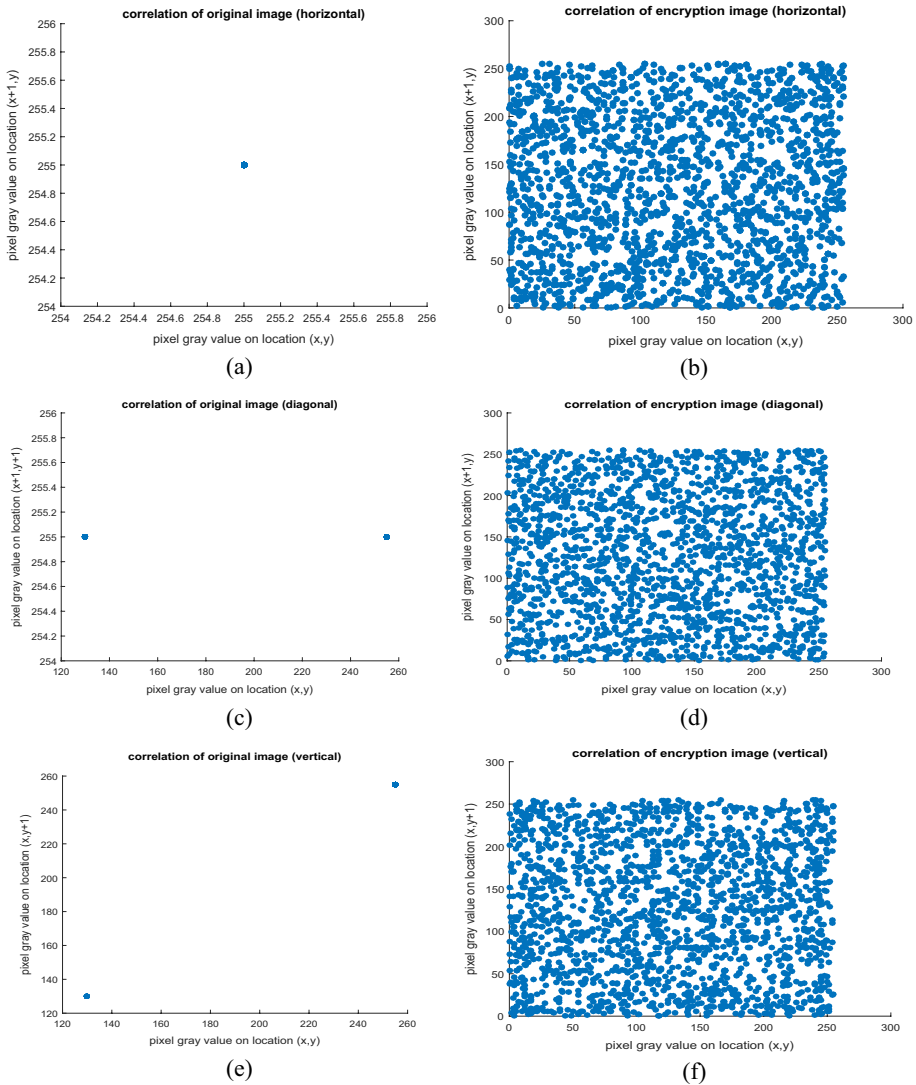 correlation of original image (horizontal)
pixel gray value on location (x+1,y)
256
255.8
255.6
255.4
255.2
255
254.8
254.6
254.4
254.2
254
254 254.2 254.4 254.6 254.8 255 255.2 255.4 255.6 255.8 256
pixel gray value on location (x,y)
(a)
correlation of encryption image (horizontal)
pixel gray value on location (x+1,y)
300
250
200
150
100
50
0
0 50 100 150 200 250 300
pixel gray value on location (x,y)
(b)
correlation of original image (diagonal)
pixel gray value on location (x+1,y+1)
256
255.8
255.6
255.4
255.2
255
254.8
254.6
254.4
254.2
254
120 140 160 180 200 220 240 260
pixel gray value on location (x,y)
(c)
correlation of encryption image (diagonal)
pixel gray value on location (x+1,y)
300
250
200
150
100
50
0
0 50 100 150 200 250 300
pixel gray value on location (x,y)
(d)
correlation of original image (vertical)
pixel gray value on location (x,y+1)
260
240
220
200
180
160
140
120
120 140 160 180 200 220 240 260
pixel gray value on location (x,y)
(e)
correlation of encryption image (vertical)
pixel gray value on location (x,y+1)
300
250
200
150
100
50
0
0 50 100 150 200 250 300
pixel gray value on location (x,y)
(f)